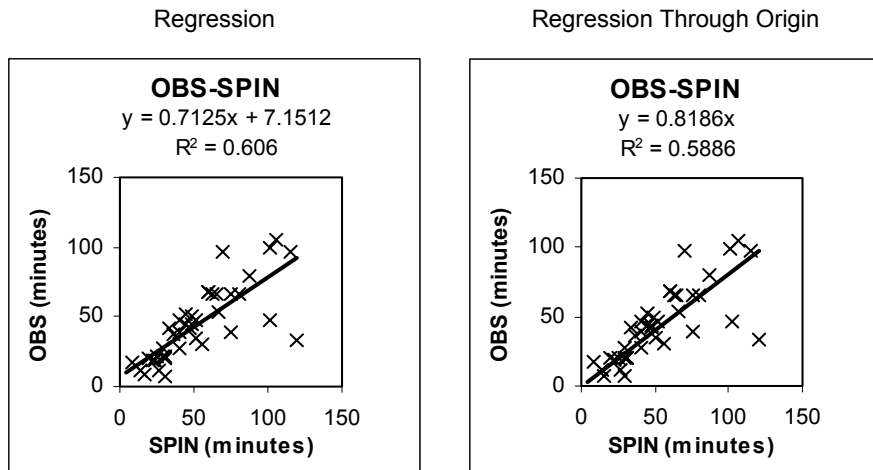 Regression
OBS-SPIN
y = 0.7125x + 7.1512
R² = 0.606
150
100
50
0
0 50 100 150
OBS (minutes)
SPIN (minutes)
Regression Through Origin
OBS-SPIN
y = 0.8186x
R² = 0.5886
150
100
50
0
0 50 100 150
OBS (minutes)
SPIN (minutes)